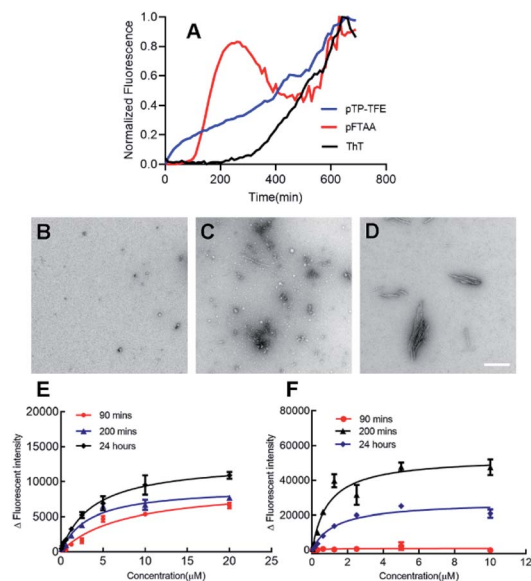 A
Normalized Fluorescence
1.0
0.8
0.6
0.4
0.2
0.0
pTP-TFE
pFTAA
ThT
0 200 400 600 800
Time(min)
B
C
D
E
Δ Fluorescent intensity
20000
15000
10000
5000
0
90 mins
200 mins
24 hours
0 5 10 15 20 25
Concentration(μM)
F
Δ Fluorescent intensity
80000
60000
40000
20000
0
90 mins
200 mins
24 hours
0 2 4 6 8 10 12
Concentration(μM)